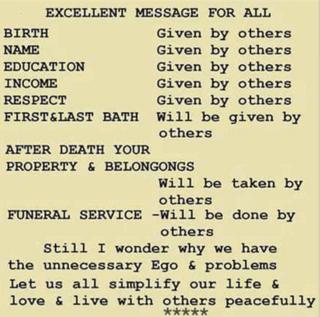 EXCELLENT MESSAGE FOR ALL
BIRTH Given by others
NAME Given by others
EDUCATION Given by others
INCOME Given by others
RESPECT Given by others
FIRST&LAST BATH Will be given by
others
AFTER DEATH YOUR
PROPERTY & BELONGONGS
Will be taken by
others
FUNERAL SERVICE -Will be done by
others
Still I wonder why we have
the unnecessary Ego & problems
Let us all simplify our life &
love & live with others peacefully
*****